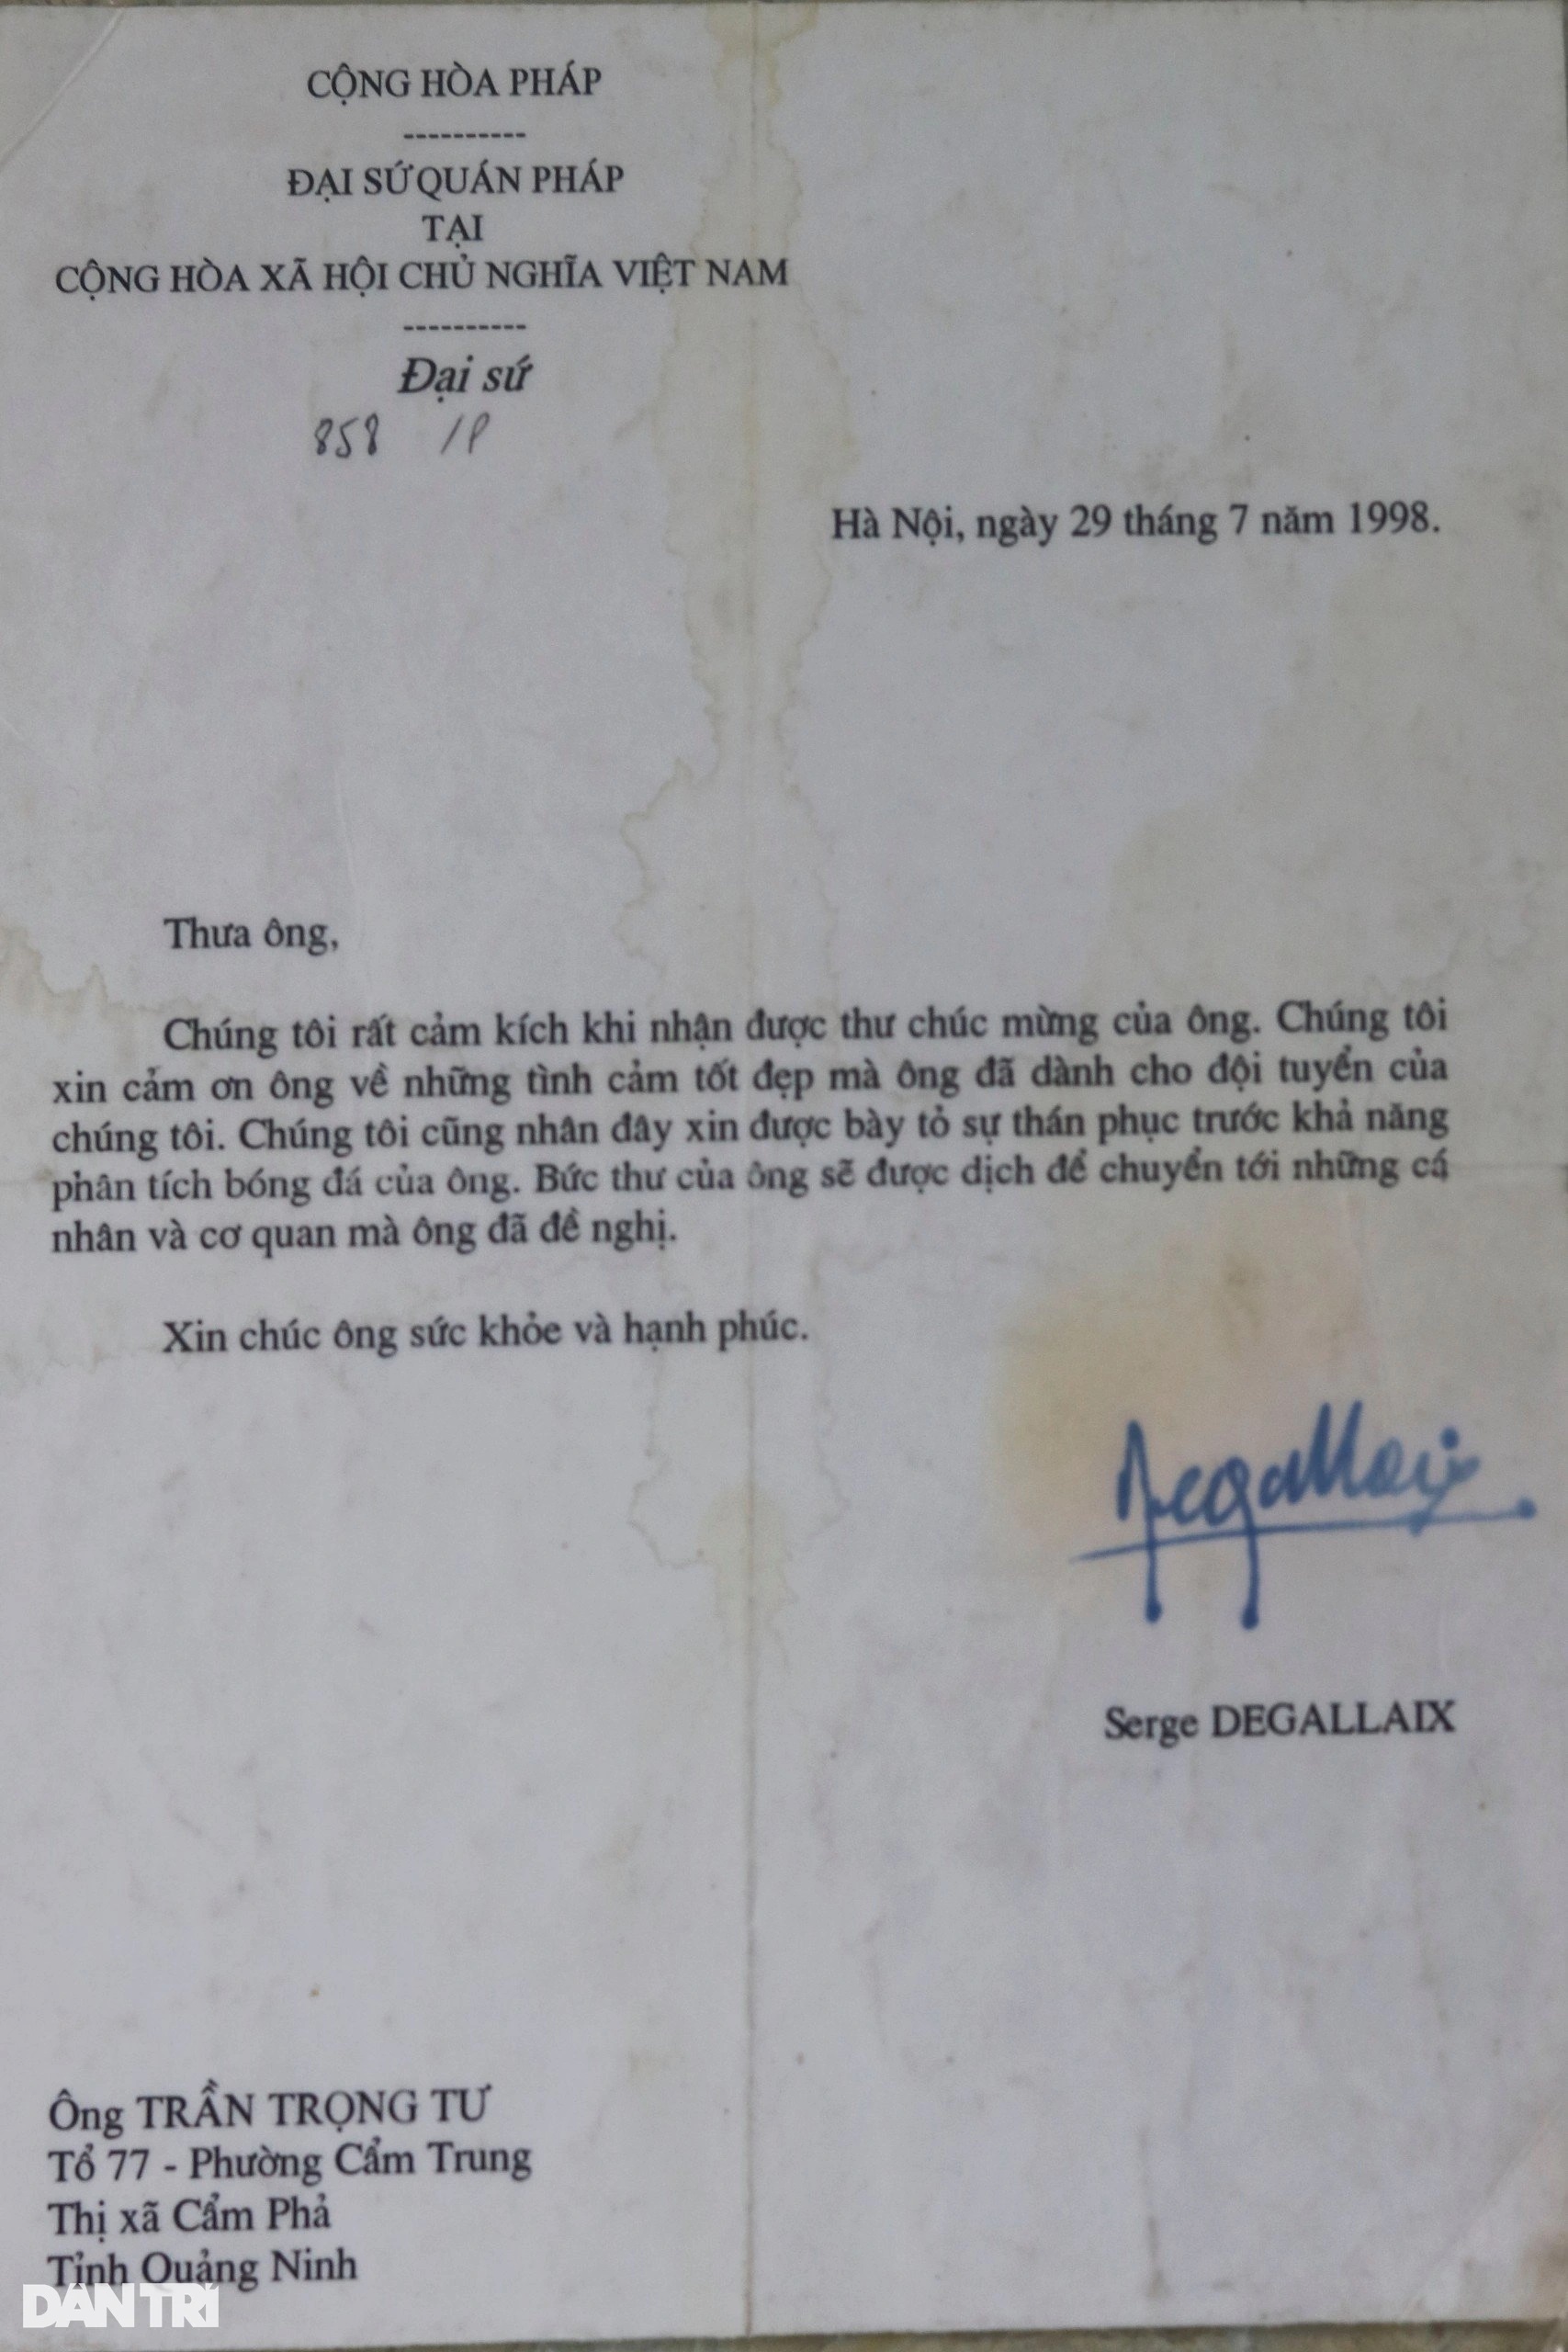 CỘNG HÒA PHÁP
----------
ĐẠI SỨ QUÁN PHÁP
TẠI
CỘNG HÒA XÃ HỘI CHỦ NGHĨA VIỆT NAM
----------
Đại sứ
858 /P
Hà Nội, ngày 29 tháng 7 năm 1998.
Thưa ông,
Chúng tôi rất cảm kích khi nhận được thư chúc mừng của ông. Chúng tôi
xin cảm ơn ông về những tình cảm tốt đẹp mà ông đã dành cho đội tuyển của
chúng tôi. Chúng tôi cũng nhân đây xin được bày tỏ sự thán phục trước khả năng
phân tích bóng đá của ông. Bức thư của ông sẽ được dịch để chuyển tới những cá
nhân và cơ quan mà ông đã đề nghị.
Xin chúc ông sức khỏe và hạnh phúc.
Degallaix
Serge DEGALLAIX
Ông TRẦN TRỌNG TƯ
Tổ 77 - Phường Cẩm Trung
Thị xã Cẩm Phả
Tỉnh Quảng Ninh
DÂN TRÍ